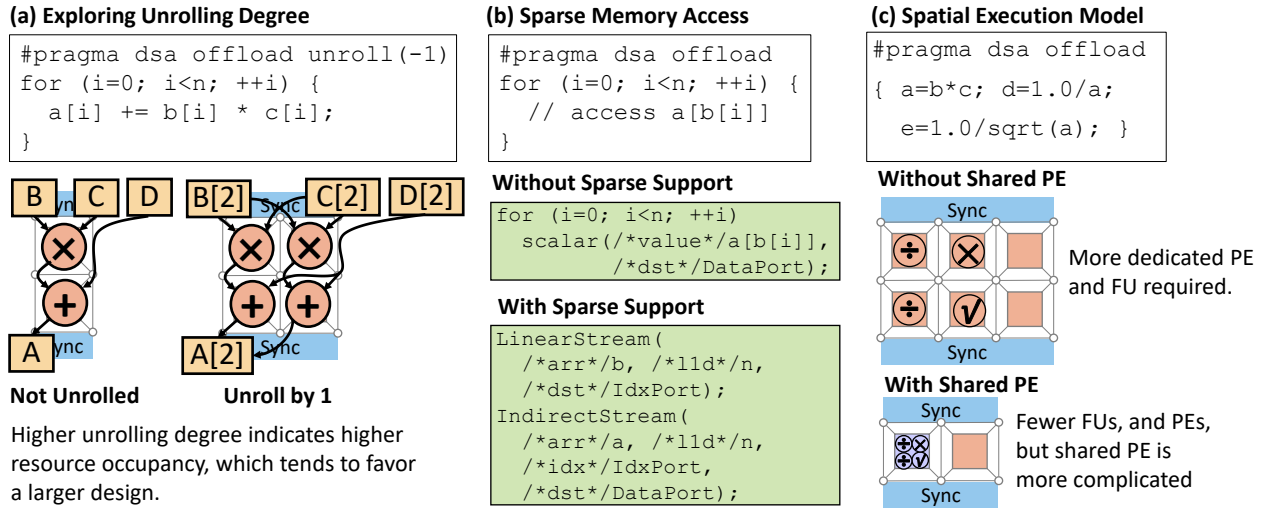 (a) Exploring Unrolling Degree
#pragma dsa offload unroll(-1)
for (i=0; i<n; ++i) {
a[i] += b[i] * c[i];
}
B C D
Sync
×
+
A
Sync
Not Unrolled
B[2] C[2] D[2]
Sync
× ×
+ +
A[2]
Sync
Unroll by 1
Higher unrolling degree indicates higher
resource occupancy, which tends to favor
a larger design.
(b) Sparse Memory Access
#pragma dsa offload
for (i=0; i<n; ++i) {
// access a[b[i]]
}
Without Sparse Support
for (i=0; i<n; ++i)
scalar(/*value*/a[b[i]],
/*dst*/DataPort);
With Sparse Support
LinearStream(
/*arr*/b, /*l1d*/n,
/*dst*/IdxPort);
IndirectStream(
/*arr*/a, /*l1d*/n,
/*idx*/IdxPort,
/*dst*/DataPort);
(c) Spatial Execution Model
#pragma dsa offload
{ a=b*c; d=1.0/a;
e=1.0/sqrt(a); }
Without Shared PE
Sync
÷ ×
÷ √
Sync
More dedicated PE
and FU required.
With Shared PE
Sync
÷ ×
÷ √
Sync
Fewer FUs, and PEs,
but shared PE is
more complicated